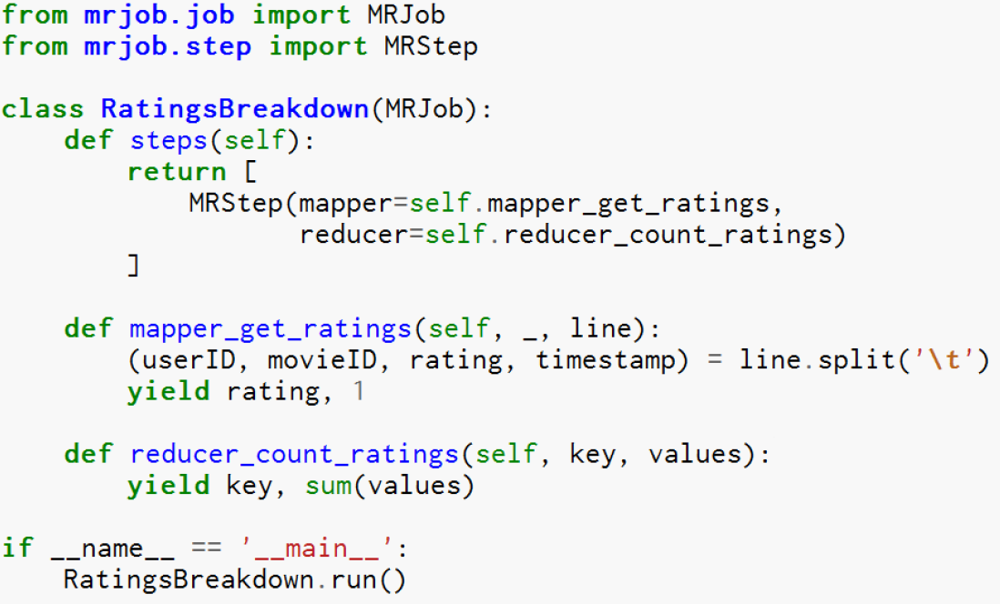 from mrjob.job import MRJob
from mrjob.step import MRStep

class RatingsBreakdown(MRJob):
    def steps(self):
        return [
            MRStep(mapper=self.mapper_get_ratings,
                   reducer=self.reducer_count_ratings)
        ]

    def mapper_get_ratings(self, _, line):
        (userID, movieID, rating, timestamp) = line.split('\t')
        yield rating, 1

    def reducer_count_ratings(self, key, values):
        yield key, sum(values)

if __name__ == '__main__':
    RatingsBreakdown.run()